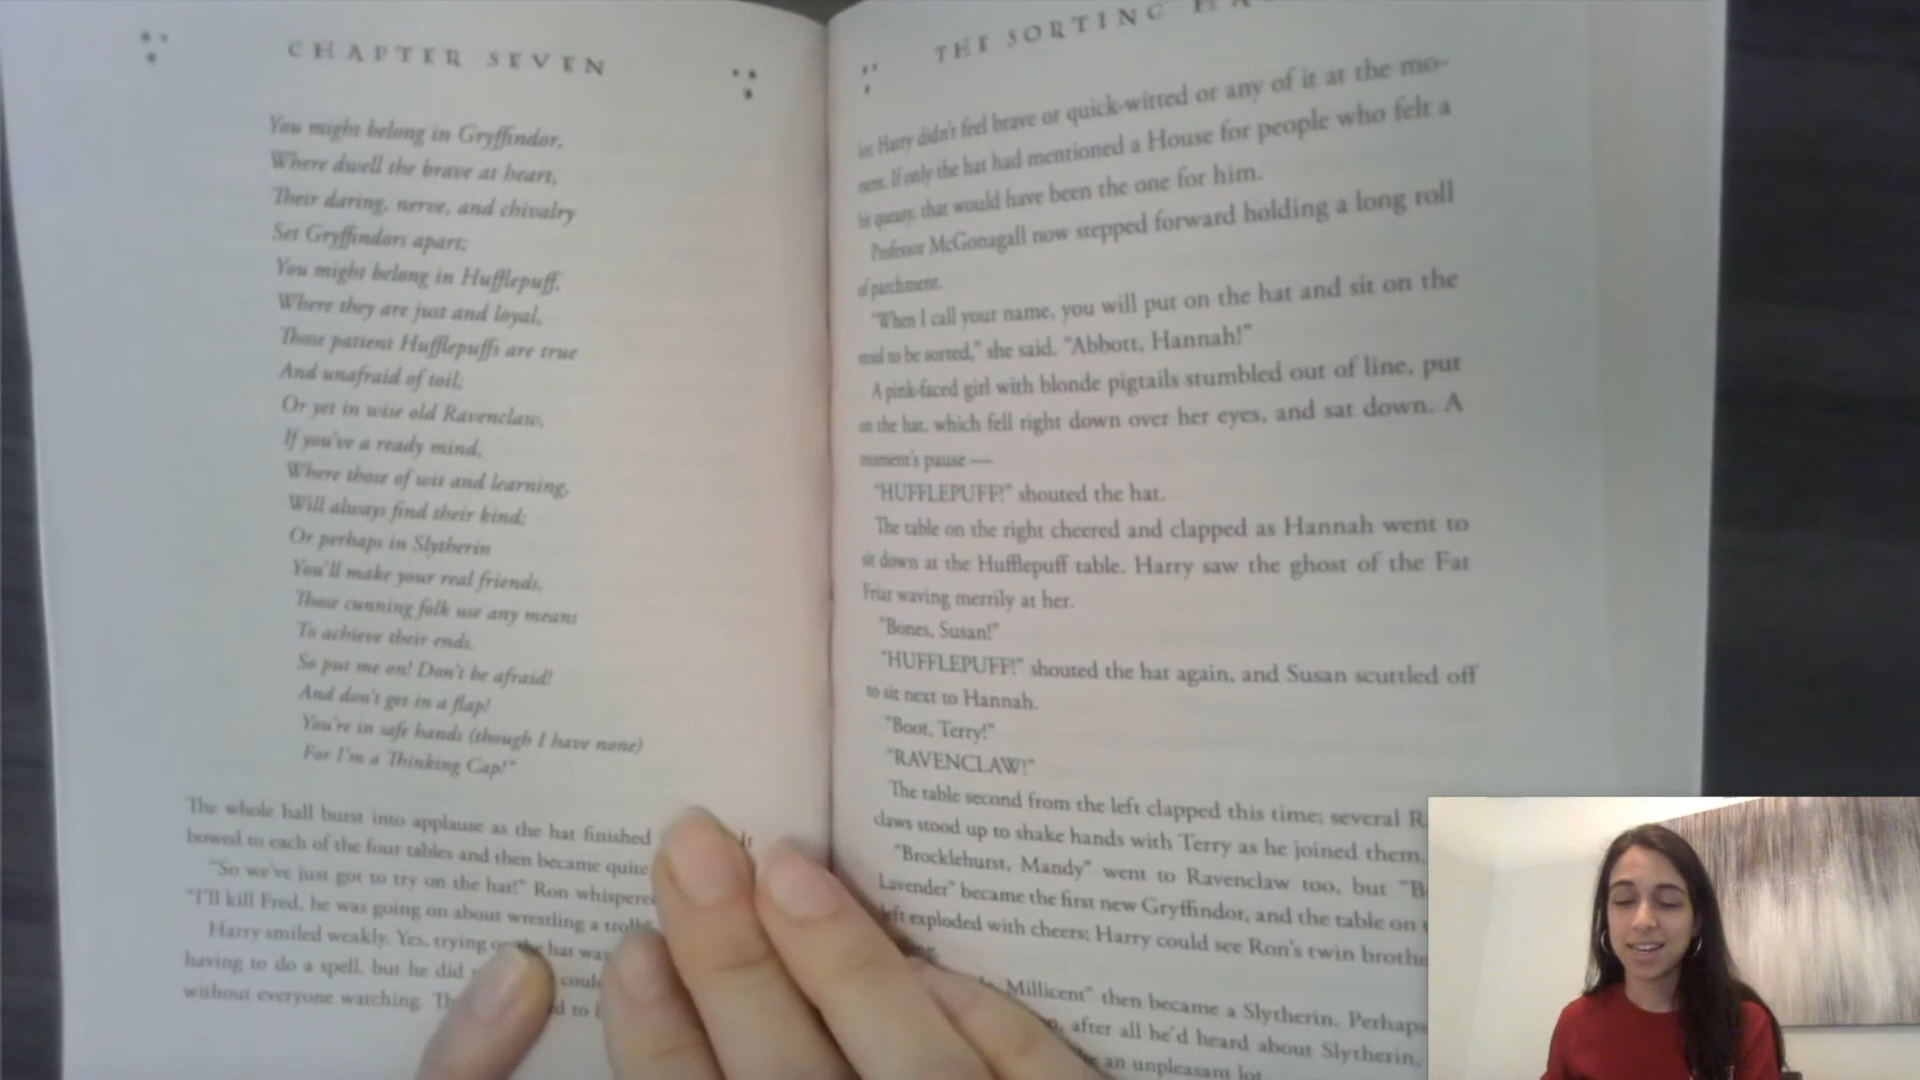 CHAPTER SEVEN
You might belong in Gryffindor,
Where dwell the brave at heart,
Their daring, nerve, and chivalry
Set Gryffindors apart;
You might belong in Hufflepuff,
Where they are just and loyal,
Those patient Hufflepuffs are true
And unafraid of toil;
Or yet in wise old Ravenclaw,
If you've a ready mind,
Where those of wit and learning,
Will always find their kind;
Or perhaps in Slytherin
You'll make your real friends,
Those cunning folk use any means
To achieve their ends.
So put me on! Don't be afraid!
And don't get in a flap!
You're in safe hands (though I have none)
For I'm a Thinking Cap!"
The whole hall burst into applause as the hat finished
bowed to each of the four tables and then became quite
"So we've just got to try on the hat!" Ron whispered
"I'll kill Fred, he was going on about wrestling a troll
Harry smiled weakly. Yes, trying on the hat was
having to do a spell, but he did
without everyone watching.
THE SORTING
Harry didn't feel brave or quick-witted or any of it at the mo-
ment. If only the hat had mentioned a House for people who felt a
bit queasy, that would have been the one for him.
Professor McGonagall now stepped forward holding a long roll
of parchment.
"When I call your name, you will put on the hat and sit on the
stool to be sorted," she said. "Abbott, Hannah!"
A pink-faced girl with blonde pigtails stumbled out of line, put
on the hat, which fell right down over her eyes, and sat down. A
moment's pause —
"HUFFLEPUFF!" shouted the hat.
The table on the right cheered and clapped as Hannah went to
sit down at the Hufflepuff table. Harry saw the ghost of the Fat
Friar waving merrily at her.
"Bones, Susan!"
"HUFFLEPUFF!" shouted the hat again, and Susan scuttled off
to sit next to Hannah.
"Boot, Terry!"
"RAVENCLAW!"
The table second from the left clapped this time; several
claws stood up to shake hands with Terry as he joined them.
"Brocklehurst, Mandy" went to Ravenclaw too, but
Lavender" became the first new Gryffindor, and the table on
left exploded with cheers; Harry could see Ron's twin
Millicent" then became a Slytherin. Perhaps
after all he'd heard about Slytherin,
an unpleasant lot.